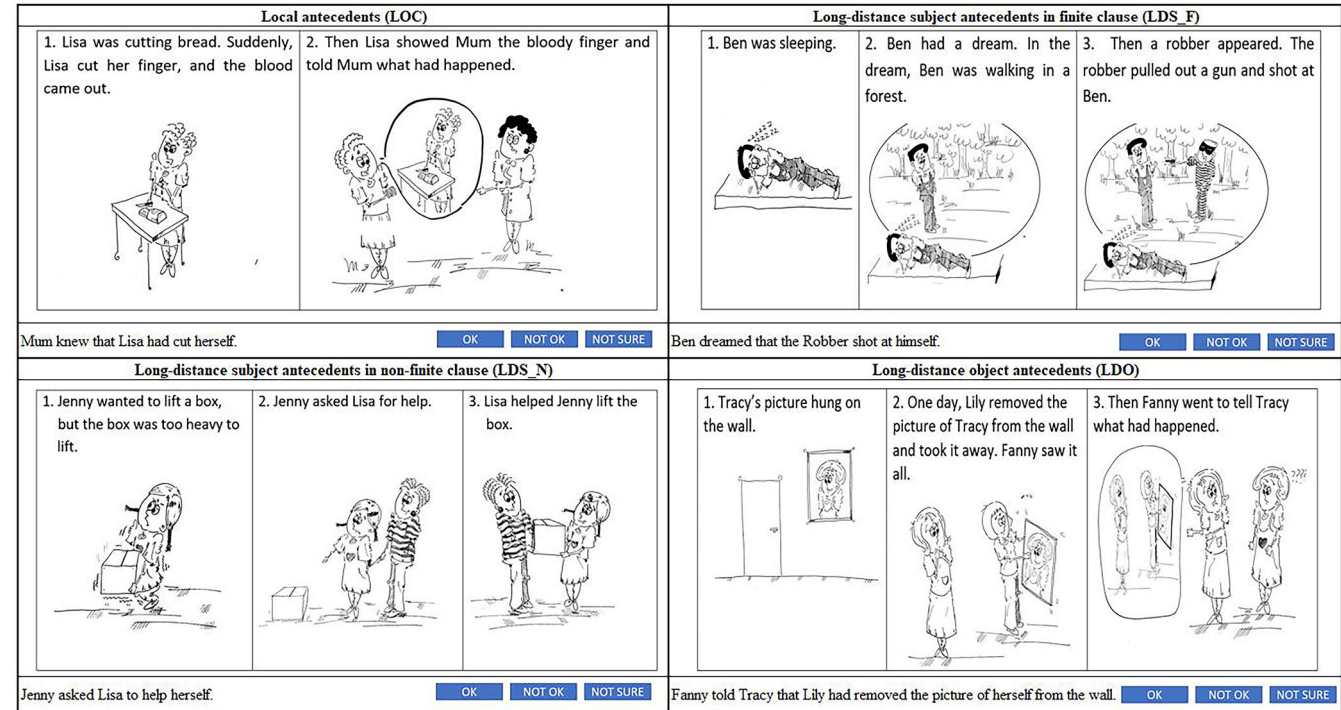 Local antecedents (LOC)
1. Lisa was cutting bread. Suddenly,
Lisa cut her finger, and the blood
came out.
2. Then Lisa showed Mum the bloody finger and
told Mum what had happened.
Mum knew that Lisa had cut herself.
OK
NOT OK
NOT SURE
Long-distance subject antecedents in finite clause (LDS_F)
1. Ben was sleeping.
2. Ben had a dream. In the
dream, Ben was walking in a
forest.
3. Then a robber appeared. The
robber pulled out a gun and shot at
Ben.
Ben dreamed that the Robber shot at himself.
OK
NOT OK
NOT SURE
Long-distance subject antecedents in non-finite clause (LDS_N)
1. Jenny wanted to lift a box,
but the box was too heavy to
lift.
2. Jenny asked Lisa for help.
3. Lisa helped Jenny lift the
box.
Jenny asked Lisa to help herself.
OK
NOT OK
NOT SURE
Long-distance object antecedents (LDO)
1. Tracy's picture hung on
the wall.
2. One day, Lily removed the
picture of Tracy from the wall
and took it away. Fanny saw it
all.
3. Then Fanny went to tell Tracy
what had happened.
???
Fanny told Tracy that Lily had removed the picture of herself from the wall.
OK
NOT OK
NOT SURE